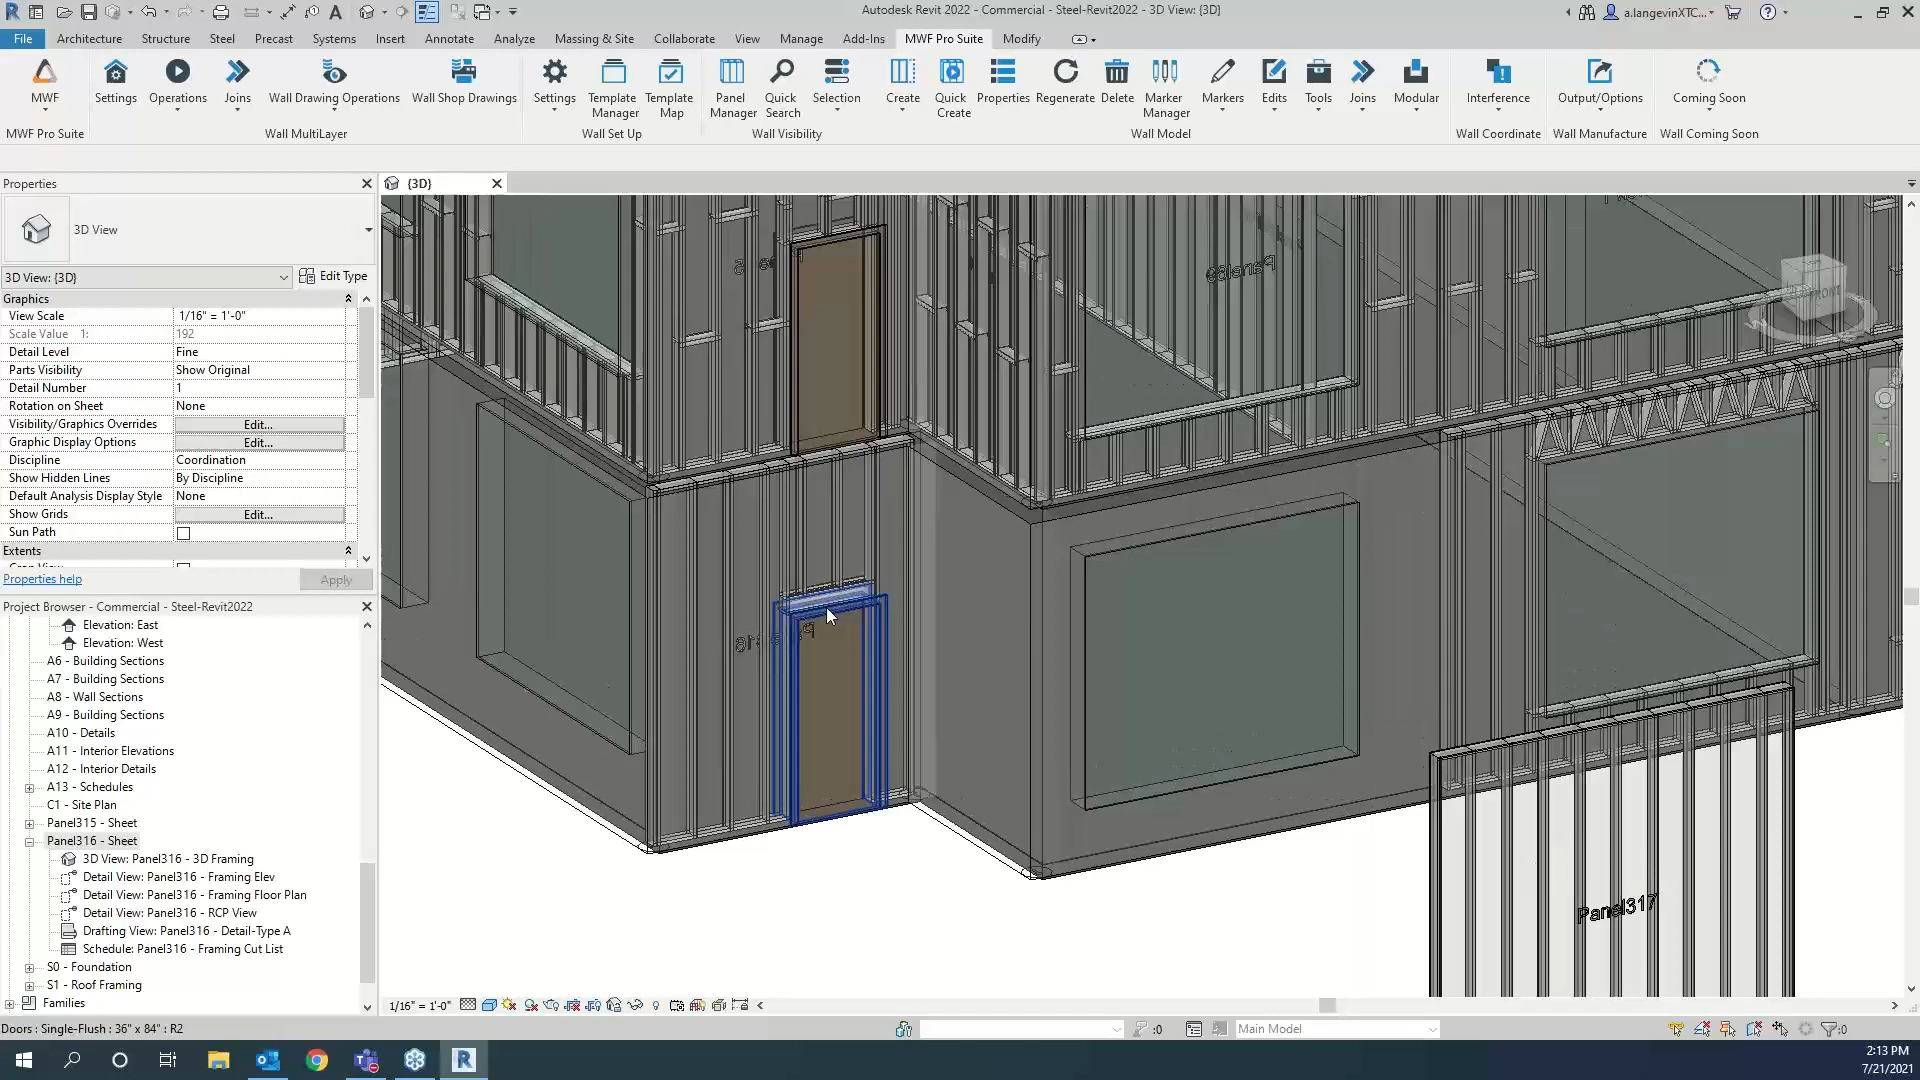 Autodesk Revit 2022 - Commercial - Steel-Revit2022 - 3D View: {3D}
a.langevinXTC...
File Architecture Structure Steel Precast Systems Insert Annotate Analyze Massing & Site Collaborate View Manage Add-Ins MWF Pro Suite Modify
MWF Settings Operations Joins Wall Drawing Operations Wall Shop Drawings Settings Template Manager Template Map Panel Manager Quick Search Selection Create Quick Create Properties Regenerate Delete Marker Manager Markers Edits Tools Joins Modular Interference Output/Options Coming Soon
MWF Pro Suite Wall MultiLayer Wall Set Up Wall Visibility Wall Model Wall Coordinate Wall Manufacture Wall Coming Soon
Properties
{3D}
3D View
3D View: {3D}
Edit Type
Graphics
View Scale 1/16" = 1'-0"
Scale Value 1: 192
Detail Level Fine
Parts Visibility Show Original
Detail Number 1
Rotation on Sheet None
Visibility/Graphics Overrides Edit...
Graphic Display Options Edit...
Discipline Coordination
Show Hidden Lines By Discipline
Default Analysis Display Style None
Show Grids Edit...
Sun Path
Extents
Properties help
Apply
Project Browser - Commercial - Steel-Revit2022
Elevation: East
Elevation: West
A6 - Building Sections
A7 - Building Sections
A8 - Wall Sections
A9 - Building Sections
A10 - Details
A11 - Interior Elevations
A12 - Interior Details
A13 - Schedules
C1 - Site Plan
Panel315 - Sheet
Panel316 - Sheet
3D View: Panel316 - 3D Framing
Detail View: Panel316 - Framing Elev
Detail View: Panel316 - Framing Floor Plan
Detail View: Panel316 - RCP View
Drafting View: Panel316 - Detail-Type A
Schedule: Panel316 - Framing Cut List
S0 - Foundation
S1 - Roof Framing
Families
FRONT
Panel317
1/16" = 1'-0"
Doors : Single-Flush : 36" x 84" : R2
:0
Main Model
:0
2:13 PM
7/21/2021